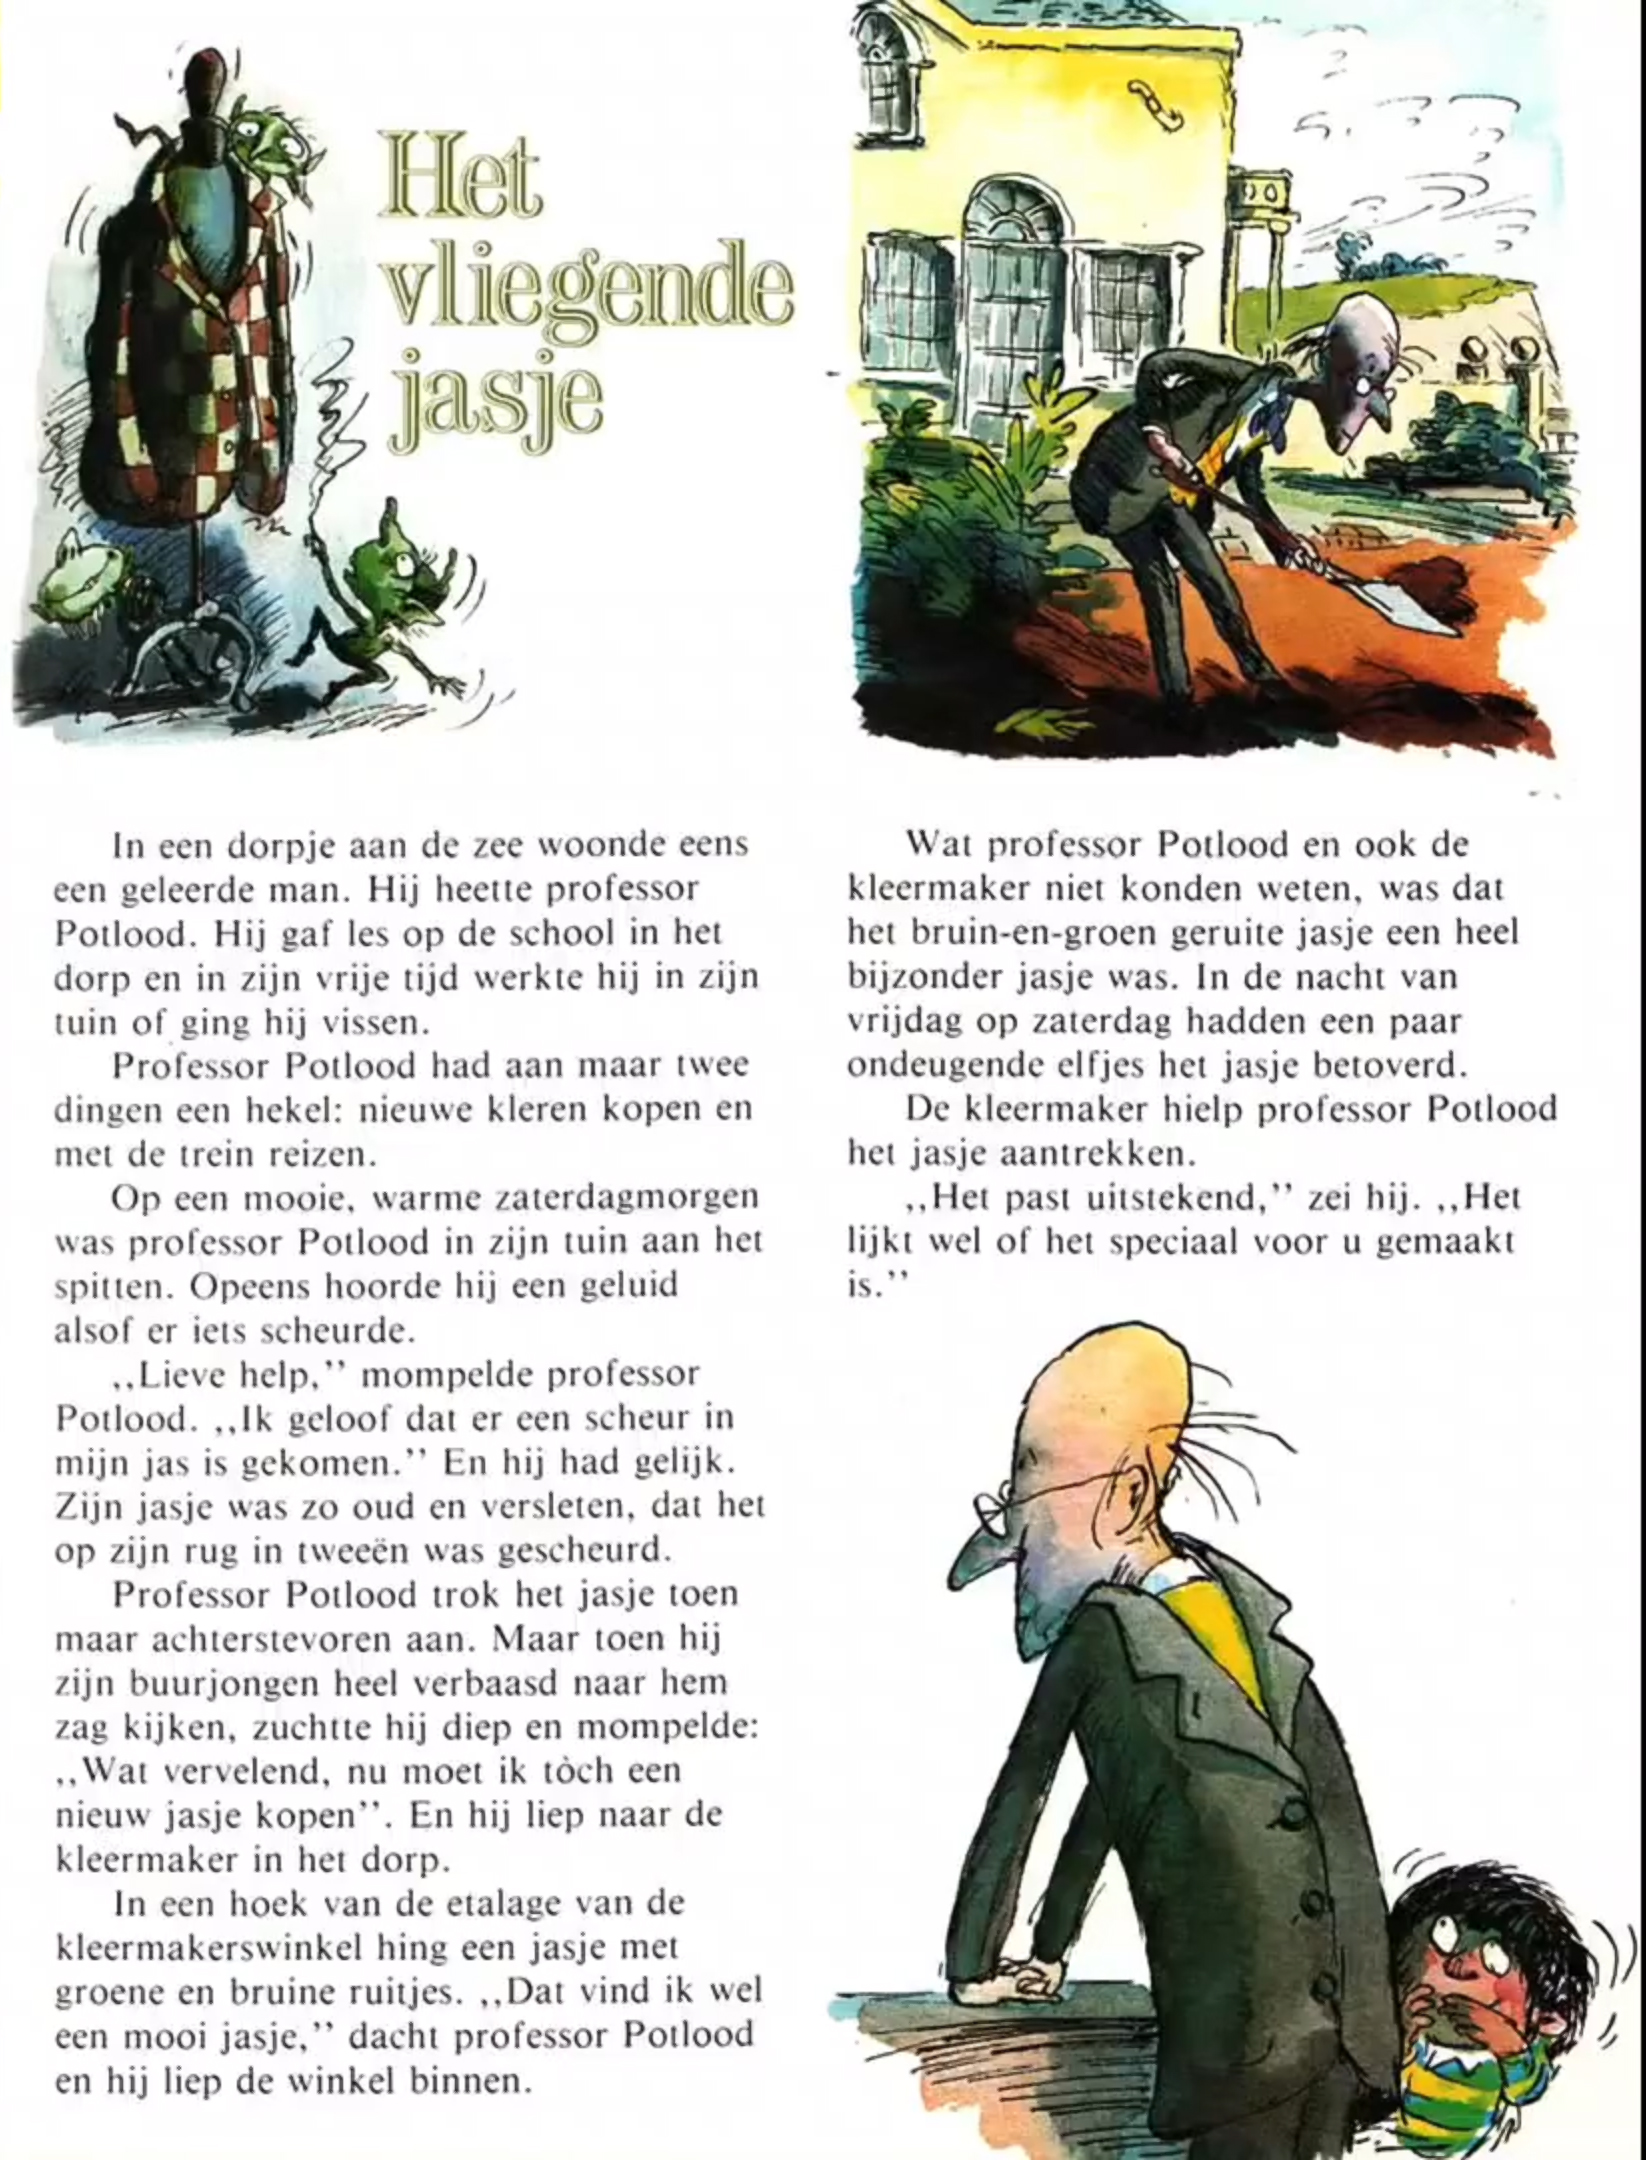 Het
vliegende
jasje
In een dorpje aan de zee woonde eens
een geleerde man. Hij heette professor
Potlood. Hij gaf les op de school in het
dorp en in zijn vrije tijd werkte hij in zijn
tuin of ging hij vissen.
Professor Potlood had aan maar twee
dingen een hekel: nieuwe kleren kopen en
met de trein reizen.
Op een mooie, warme zaterdagmorgen
was professor Potlood in zijn tuin aan het
spitten. Opeens hoorde hij een geluid
alsof er iets scheurde.
,,Lieve help,’’ mompelde professor
Potlood. ,,Ik geloof dat er een scheur in
mijn jas is gekomen.’’ En hij had gelijk.
Zijn jasje was zo oud en versleten, dat het
op zijn rug in tweeën was gescheurd.
Professor Potlood trok het jasje toen
maar achterstevoren aan. Maar toen hij
zijn buurjongen heel verbaasd naar hem
zag kijken, zuchtte hij diep en mompelde:
,,Wat vervelend, nu moet ik tòch een
nieuw jasje kopen’’. En hij liep naar de
kleermaker in het dorp.
In een hoek van de etalage van de
kleermakerswinkel hing een jasje met
groene en bruine ruitjes. ,,Dat vind ik wel
een mooi jasje,’’ dacht professor Potlood
en hij liep de winkel binnen.
Wat professor Potlood en ook de
kleermaker niet konden weten, was dat
het bruin-en-groen geruite jasje een heel
bijzonder jasje was. In de nacht van
vrijdag op zaterdag hadden een paar
ondeugende elfjes het jasje betoverd.
De kleermaker hielp professor Potlood
het jasje aantrekken.
,,Het past uitstekend,’’ zei hij. ,,Het
lijkt wel of het speciaal voor u gemaakt
is.’’